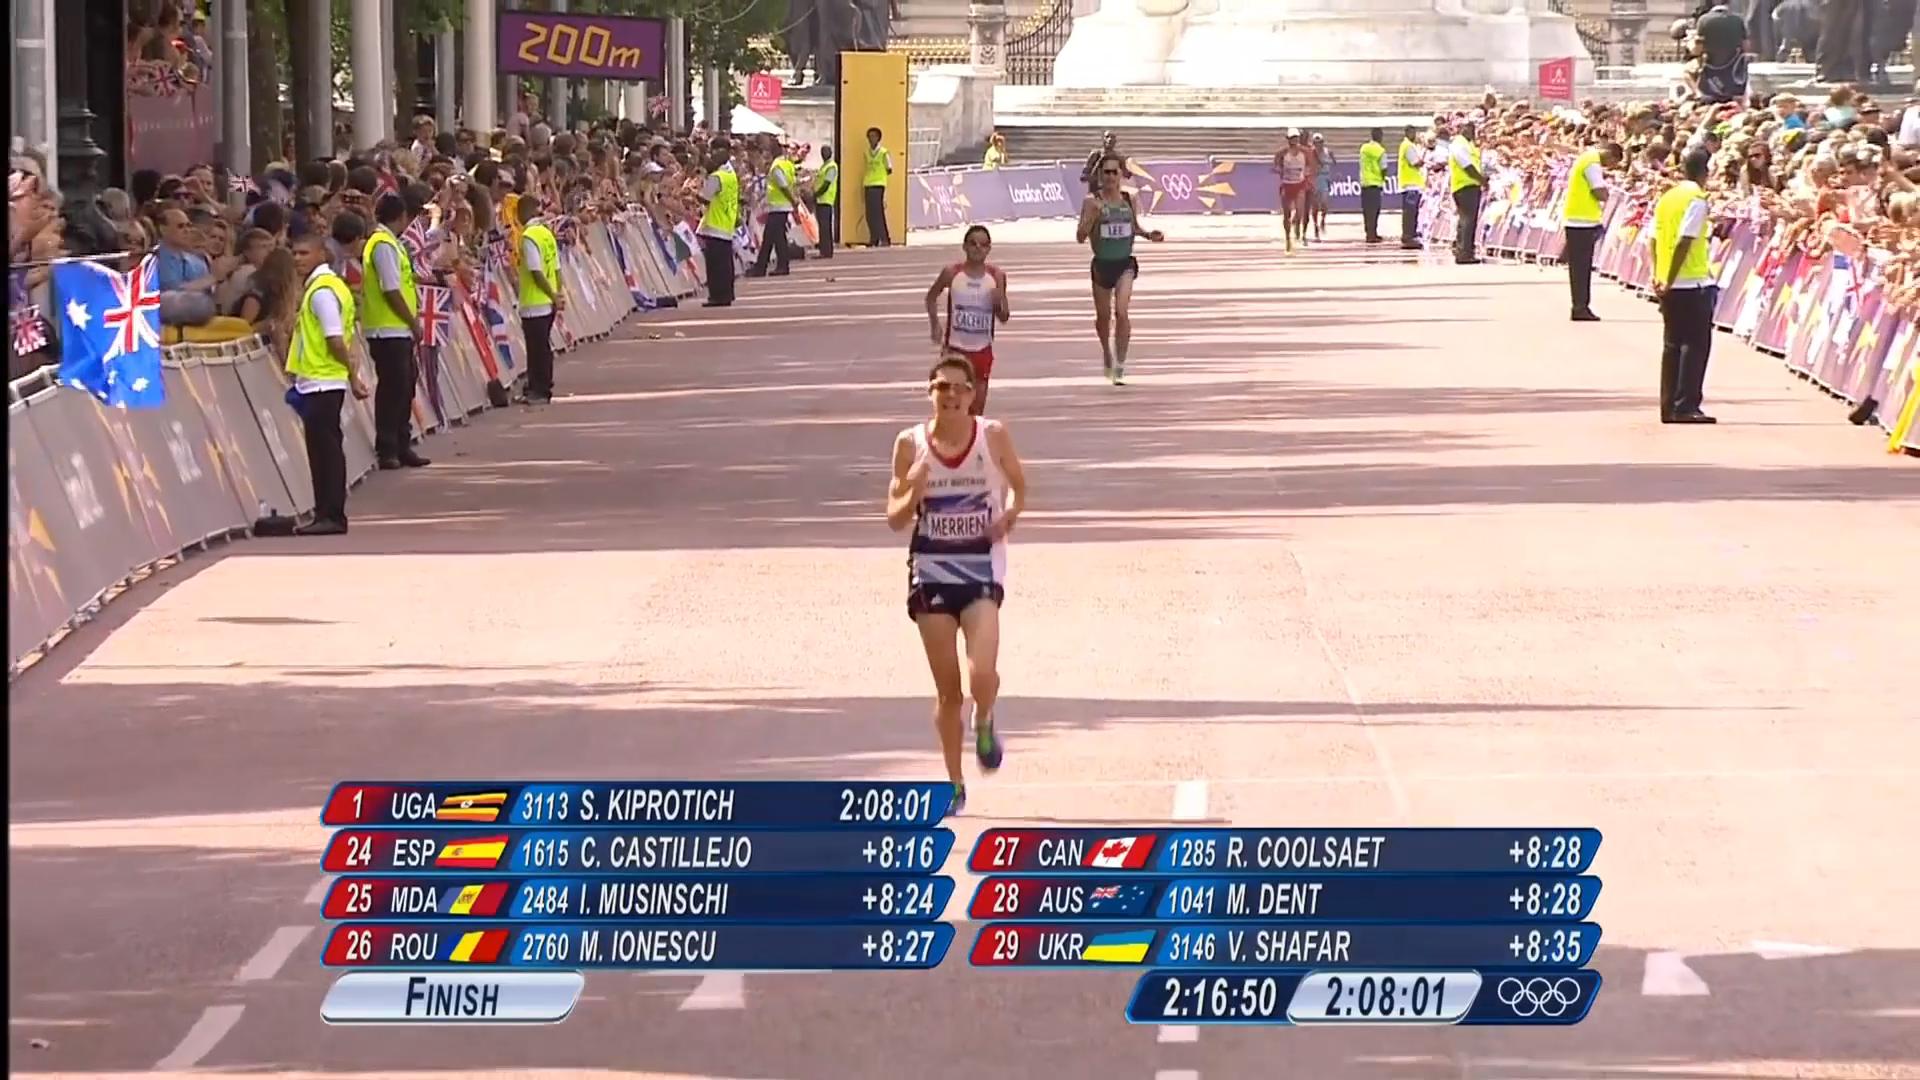 200m
London 2012
LEE
CACERES
GREAT BRITAIN
MERRIEN
1 UGA 3113 S. KIPROTICH 2:08:01
24 ESP 1615 C. CASTILLEJO +8:16
25 MDA 2484 I. MUSINSCHI +8:24
26 ROU 2760 M. IONESCU +8:27
27 CAN 1285 R. COOLSAET +8:28
28 AUS 1041 M. DENT +8:28
29 UKR 3146 V. SHAFAR +8:35
FINISH
2:16:50 2:08:01